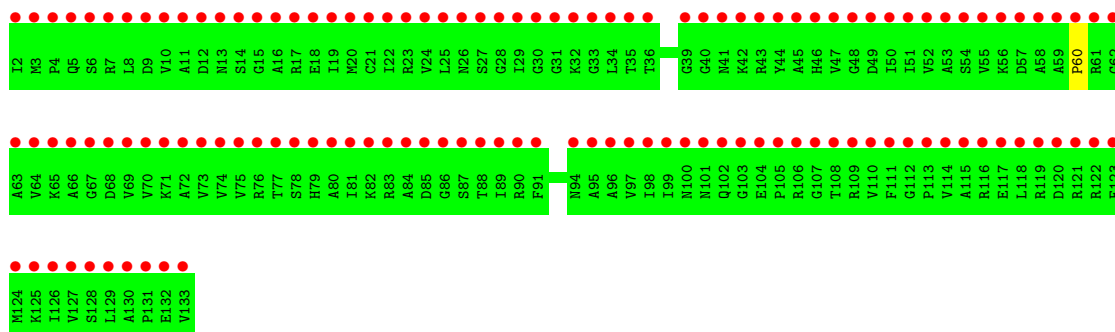 I2 M3 P4 Q5 S6 R7 L8 D9 V10 A11 D12 N13 S14 G15 A16 R17 E18 I19 M20 C21 I22 R23 V24 L25 N26 S27 G28 I29 G30 G31 K32 G33 L34 T35 T36 G39 G40 N41 K42 R43 Y44 A45 H46 V47 G48 D49 I50 I51 V52 A53 S54 V55 K56 D57 A58 A59 P60 R61 G62
A63 V64 K65 A66 G67 D68 V69 V70 K71 A72 V73 V74 V75 R76 T77 S78 H79 A80 I81 K82 R83 A84 D85 G86 S87 T88 I89 R90 F91 N94 A95 A96 V97 I98 I99 N100 N101 Q102 G103 E104 P105 R106 G107 T108 R109 V110 F111 G112 P113 V114 A115 R116 E117 L118 R119 D120 R121 R122
M124 K125 I126 V127 S128 L129 A130 P131 E132 V133